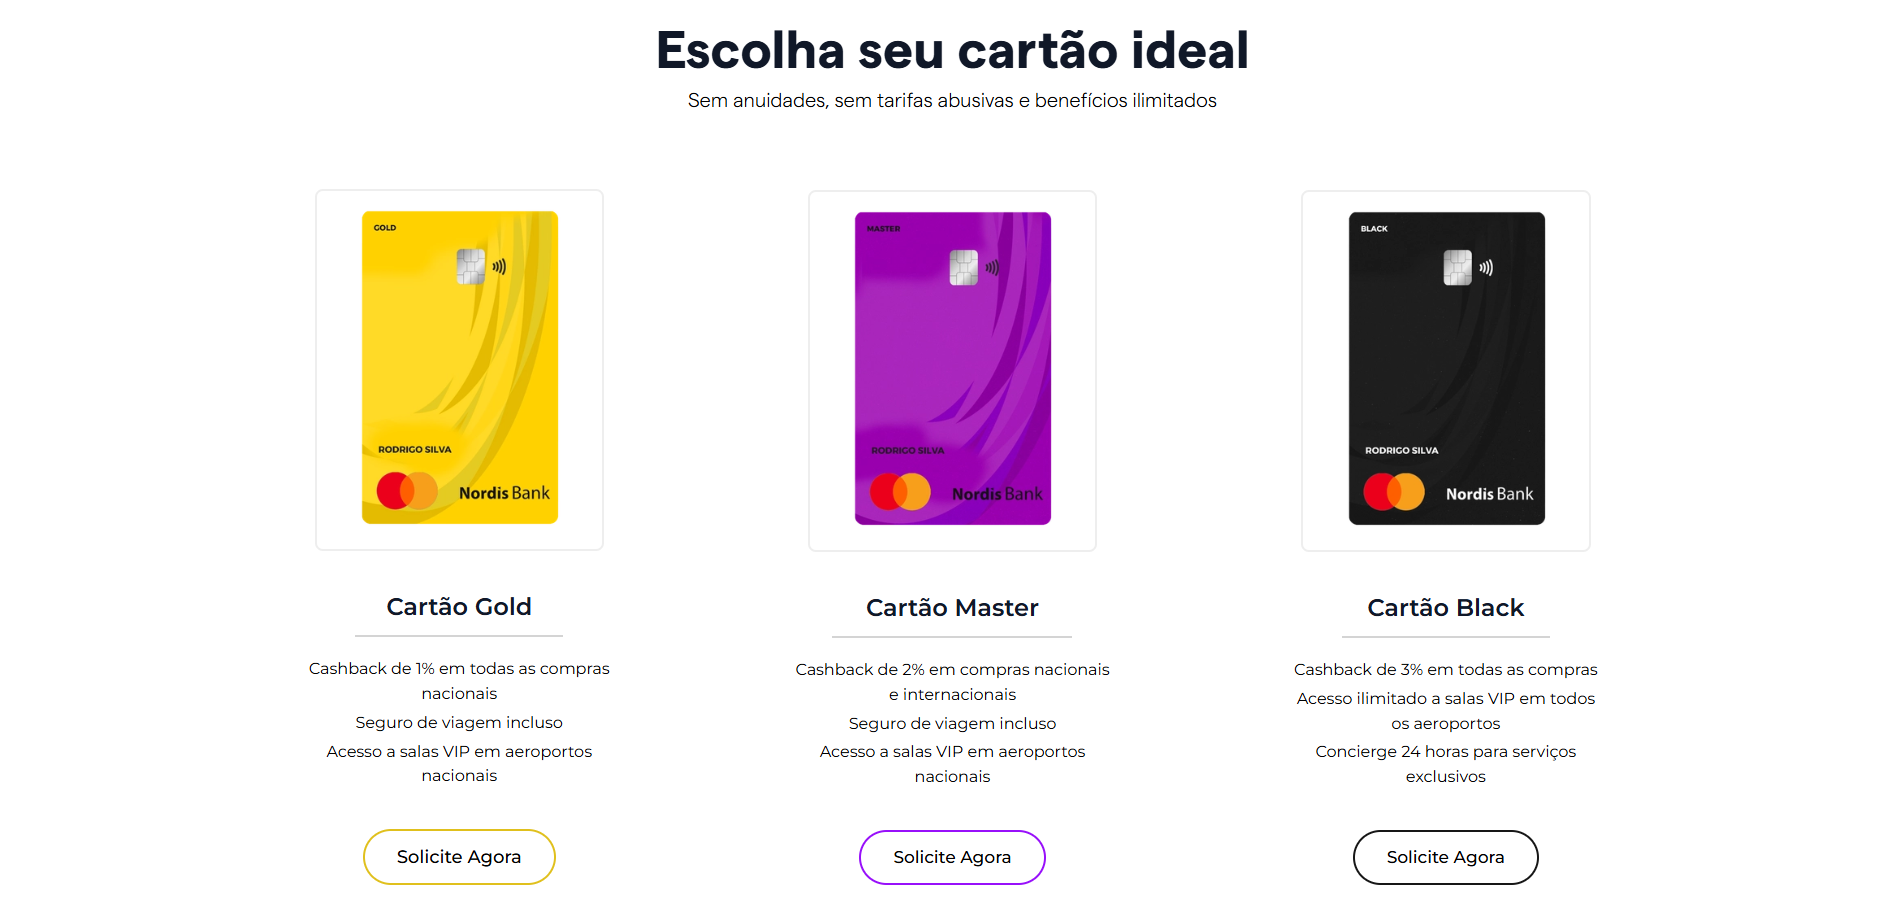 Escolha seu cartão ideal
Sem anuidades, sem tarifas abusivas e benefícios ilimitados
GOLD
RODRIGO SILVA
Nordis Bank
MASTER
RODRIGO SILVA
Nordis Bank
BLACK
RODRIGO SILVA
Nordis Bank
Cartão Gold
Cashback de 1% em todas as compras
nacionais
Seguro de viagem incluso
Acesso a salas VIP em aeroportos
nacionais
Solicite Agora
Cartão Master
Cashback de 2% em compras nacionais
e internacionais
Seguro de viagem incluso
Acesso a salas VIP em aeroportos
nacionais
Solicite Agora
Cartão Black
Cashback de 3% em todas as compras
Acesso ilimitado a salas VIP em todos
os aeroportos
Concierge 24 horas para serviços
exclusivos
Solicite Agora